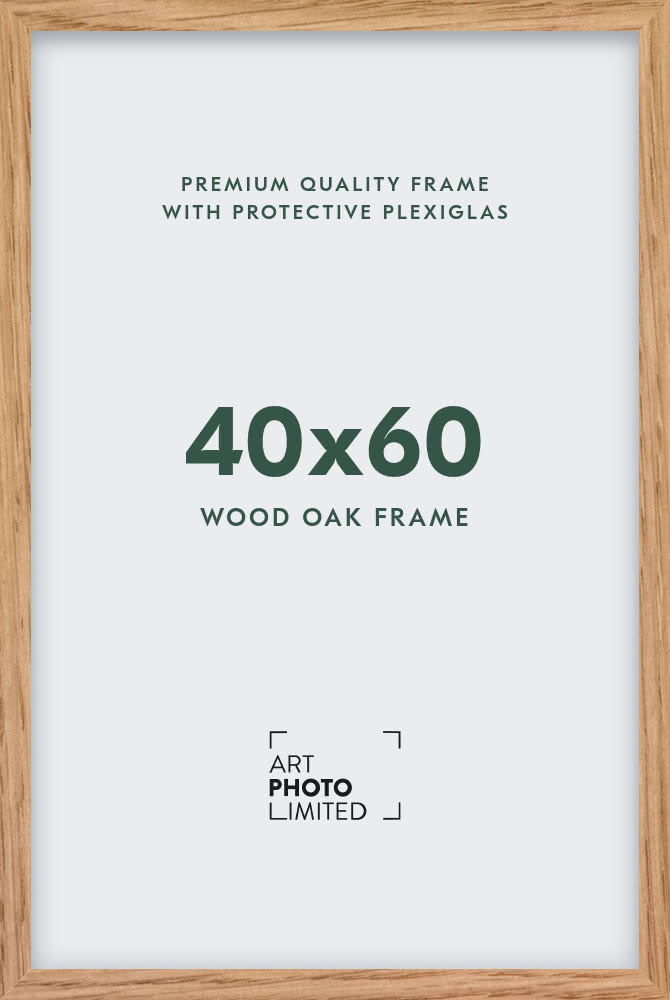 PREMIUM QUALITY FRAME
WITH PROTECTIVE PLEXIGLAS
40x60
WOOD OAK FRAME
ART
PHOTO
LIMITED